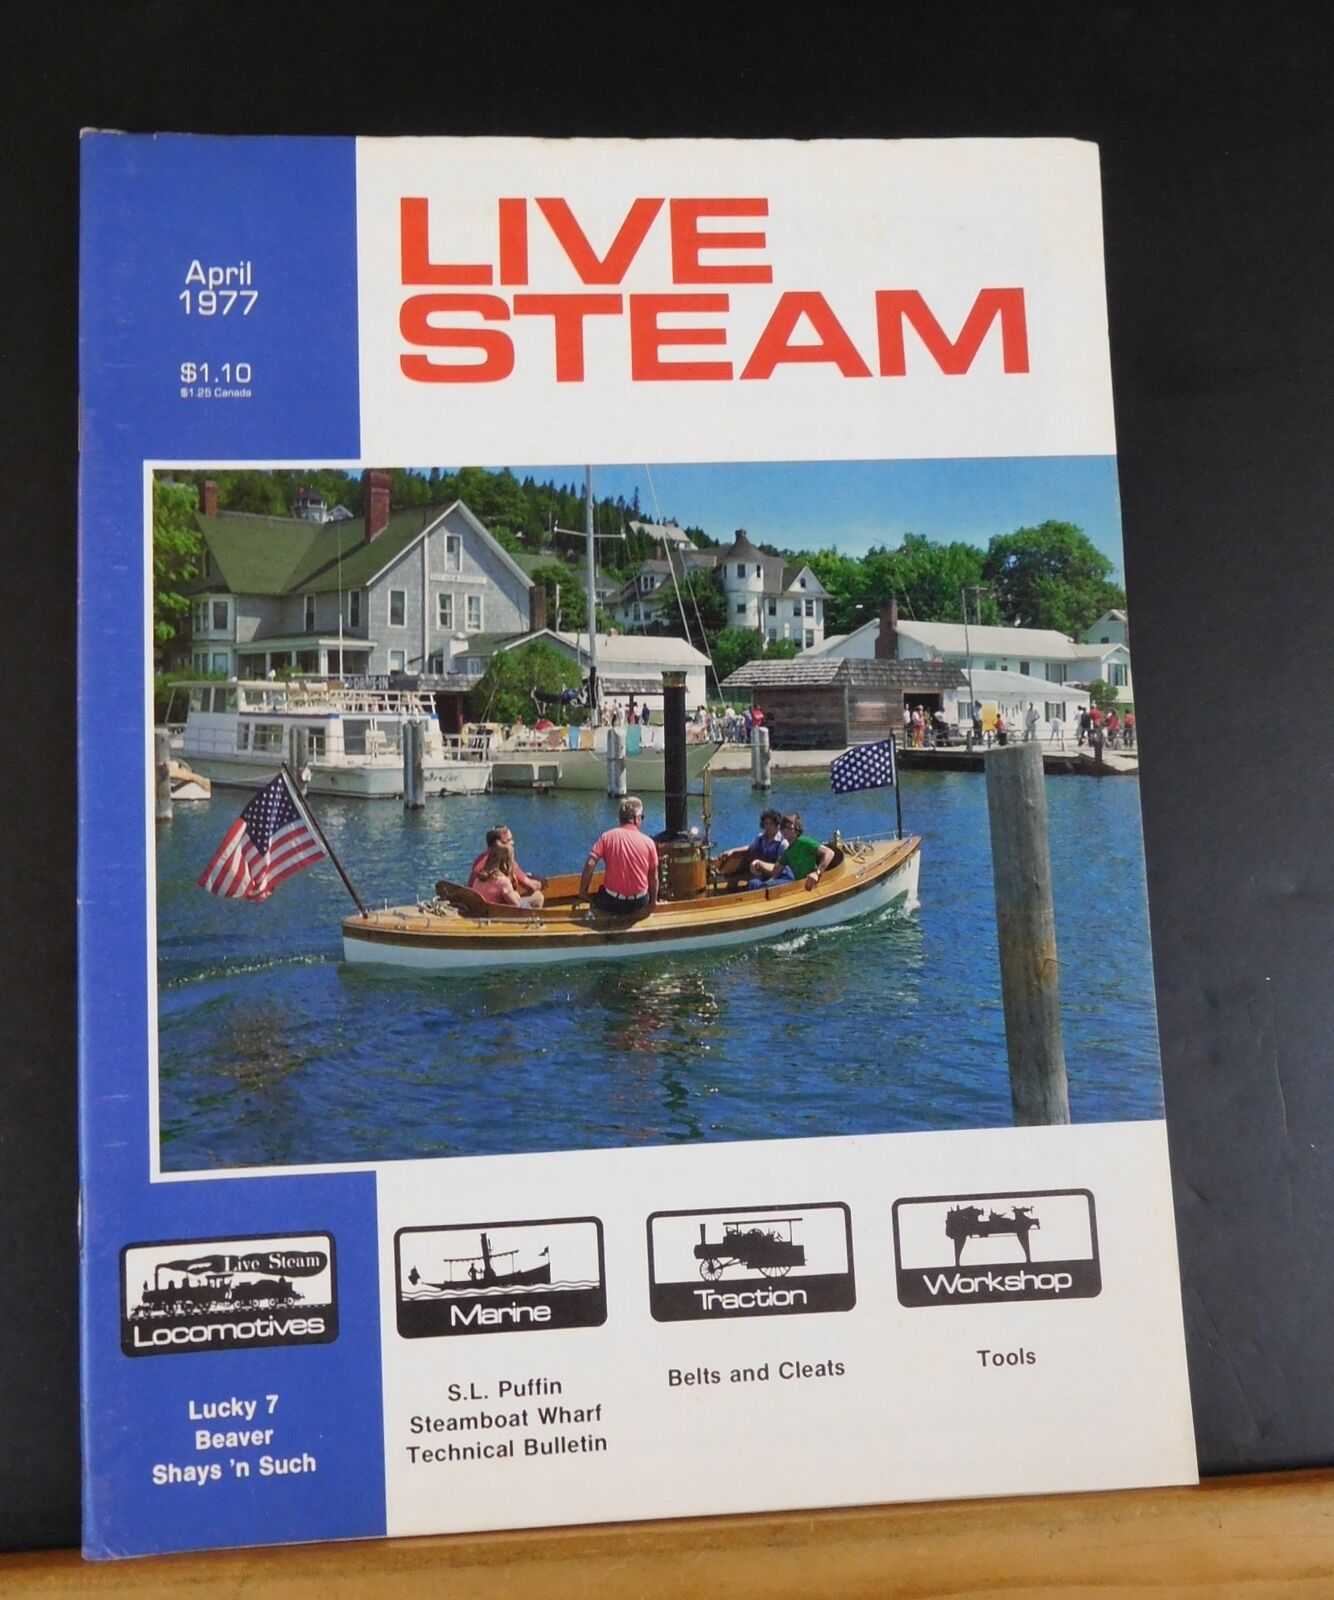 April
1977
$1.10
$1.25 Canada
LIVE
STEAM
Live Steam
Locomotives
Lucky 7
Beaver
Shays 'n Such
Marine
S.L. Puffin
Steamboat Wharf
Technical Bulletin
Traction
Belts and Cleats
Workshop
Tools